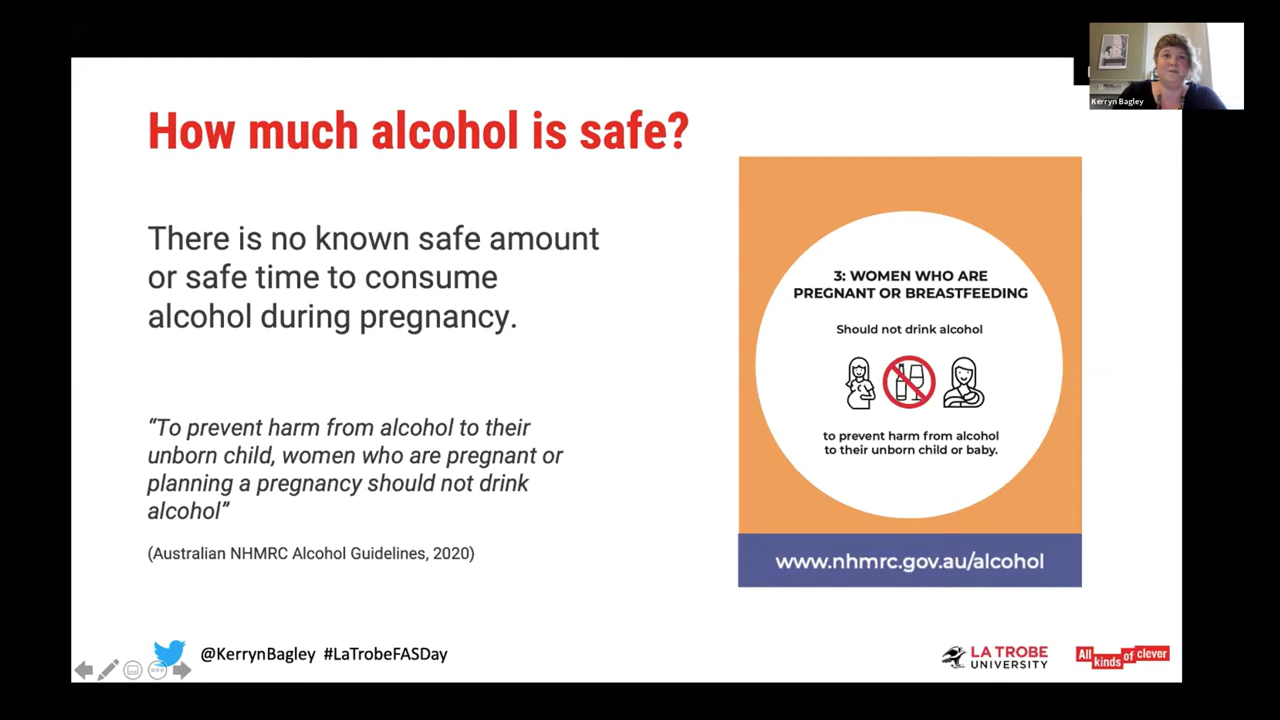 Kerryn Bagley
How much alcohol is safe?
There is no known safe amount
or safe time to consume
alcohol during pregnancy.
“To prevent harm from alcohol to their
unborn child, women who are pregnant or
planning a pregnancy should not drink
alcohol”
(Australian NHMRC Alcohol Guidelines, 2020)
3: WOMEN WHO ARE
PREGNANT OR BREASTFEEDING
Should not drink alcohol
to prevent harm from alcohol
to their unborn child or baby.
www.nhmrc.gov.au/alcohol
@KerrynBagley #LaTrobeFASDay
LA TROBE
UNIVERSITY
All kinds of clever